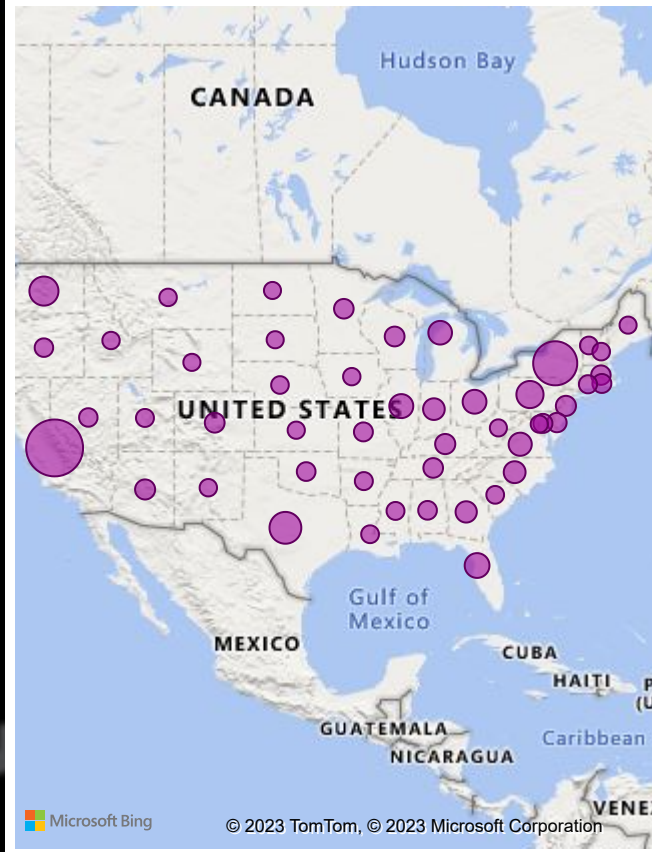 Hudson Bay
CANADA
UNITED STATES
Gulf of
Mexico
MEXICO
CUBA
HAITI
P
(U
GUATEMALA
Caribbean
NICARAGUA
VENE
Microsoft Bing
© 2023 TomTom, © 2023 Microsoft Corporation